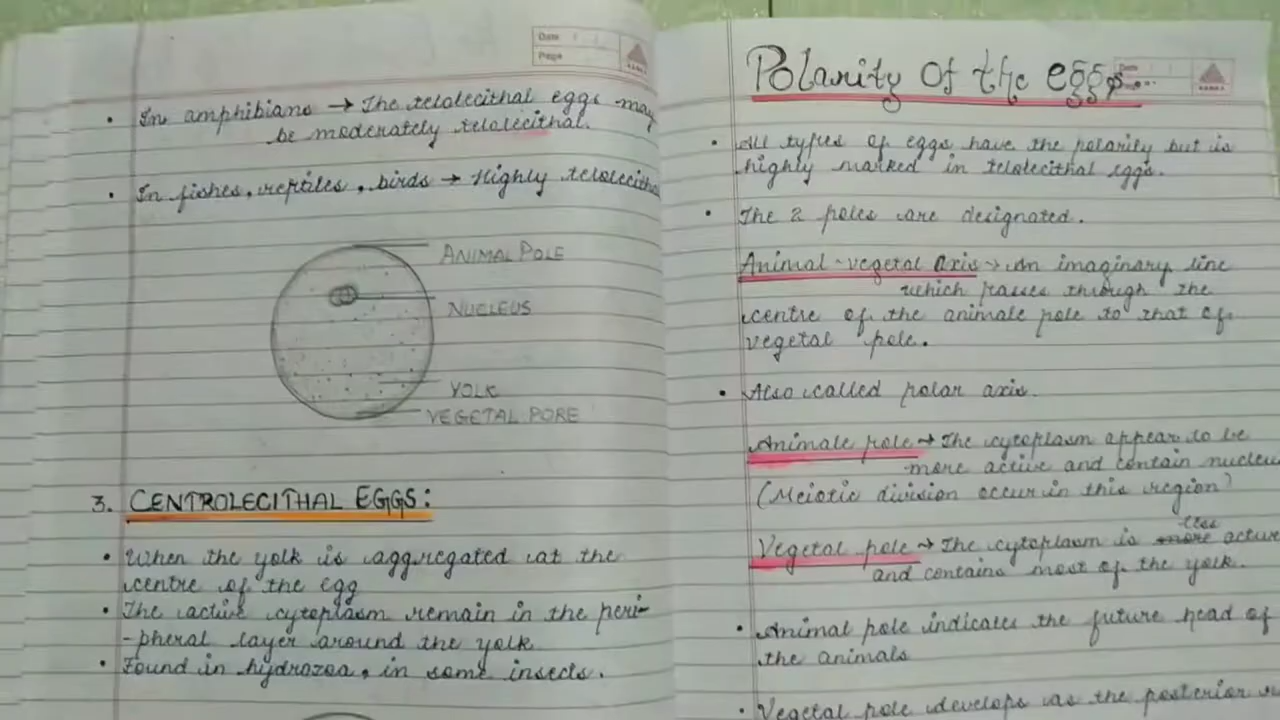 Date
Page
KANHA
• In amphibians → The telolecithal eggs may
be moderately telolecithal.
• In fishes, reptiles, birds → Highly telolecitha
ANIMAL POLE
NUCLEUS
YOLK
VEGETAL PORE
3. CENTROLECITHAL EGGS:
• When the yolk is aggregated at the
centre of the egg
• The active cytoplasm remain in the peri-
-pheral layer around the yolk
• Found in hydrozoa, in some insects.
Polarity Of the eggs...
• All types of eggs have the polarity but is
highly marked in telolecithal eggs.
• The 2 poles are designated.
Animal-vegetal axis → An imaginary line
which passes through the
centre of the animale pole to that of
vegetal pole.
• Also called polar axis.
Animale pole → The cytoplasm appear to be
more active and contain nucleu
(Meiotic division occur in this region)
less
Vegetal pole → The cytoplasm is more active
and contains most of the yolk.
• Animal pole indicates the future head of
the animals
• Vegetal pole develops as the posterior